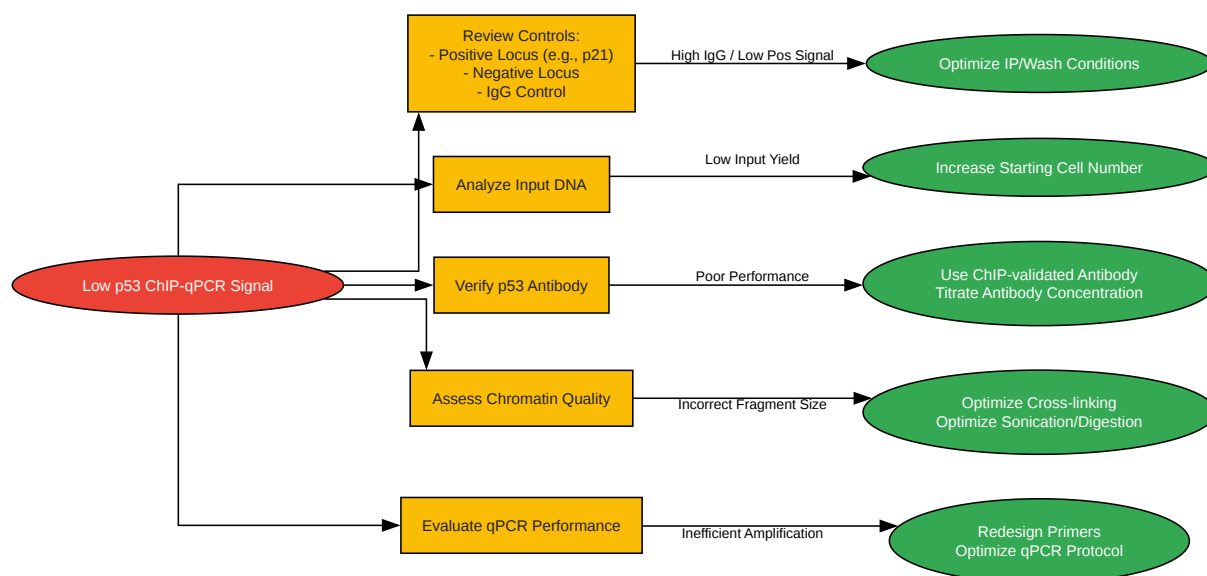 Review Controls:
- Positive Locus (e.g., p21)
- Negative Locus
- IgG Control
High IgG / Low Pos Signal
Optimize IP/Wash Conditions
Analyze Input DNA
Low Input Yield
Increase Starting Cell Number
Low p53 ChIP-qPCR Signal
Verify p53 Antibody
Poor Performance
Use ChIP-validated Antibody
Titrate Antibody Concentration
Assess Chromatin Quality
Incorrect Fragment Size
Optimize Cross-linking
Optimize Sonication/Digestion
Evaluate qPCR Performance
Inefficient Amplification
Redesign Primers
Optimize qPCR Protocol